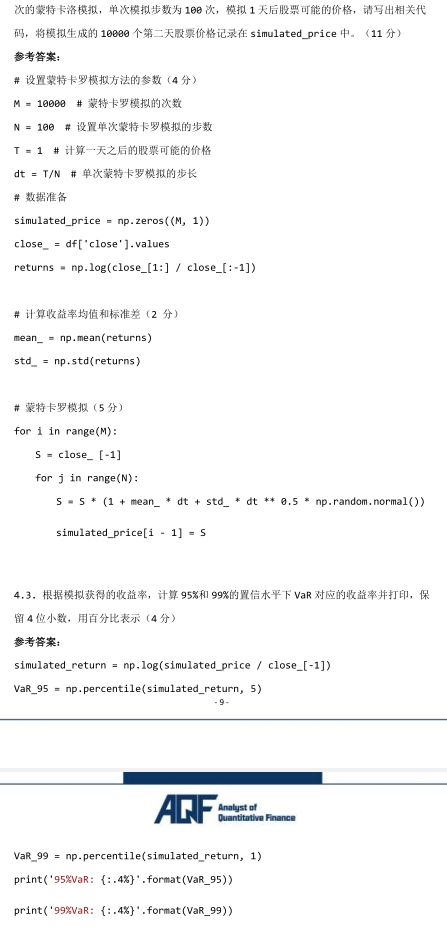 次的蒙特卡洛模拟，单次模拟步数为 100 次，模拟 1 天后股票可能的价格，请写出相关代
码，将模拟生成的 10000 个第二天股票价格记录在 simulated_price 中。（11 分）
参考答案：
# 设置蒙特卡罗模拟方法的参数（4 分）
M = 10000  # 蒙特卡罗模拟的次数
N = 100  # 设置单次蒙特卡罗模拟的步数
T = 1  # 计算一天之后的股票可能的价格
dt = T/N  # 单次蒙特卡罗模拟的步长
# 数据准备
simulated_price = np.zeros((M, 1))
close_ = df['close'].values
returns = np.log(close_[1:] / close_[:-1])
# 计算收益率均值和标准差（2 分）
mean_ = np.mean(returns)
std_ = np.std(returns)
# 蒙特卡罗模拟（5 分）
for i in range(M):
    S = close_ [-1]
    for j in range(N):
        S = S * (1 + mean_ * dt + std_ * dt ** 0.5 * np.random.normal())
        simulated_price[i - 1] = S
4.3. 根据模拟获得的收益率，计算 95%和 99%的置信水平下 VaR 对应的收益率并打印，保
留 4 位小数，用百分比表示（4 分）
参考答案：
simulated_return = np.log(simulated_price / close_[-1])
VaR_95 = np.percentile(simulated_return, 5)
-9-
AQF Analyst of
Quantitative Finance
VaR_99 = np.percentile(simulated_return, 1)
print('95%VaR: {:.4%}'.format(VaR_95))
print('99%VaR: {:.4%}'.format(VaR_99))